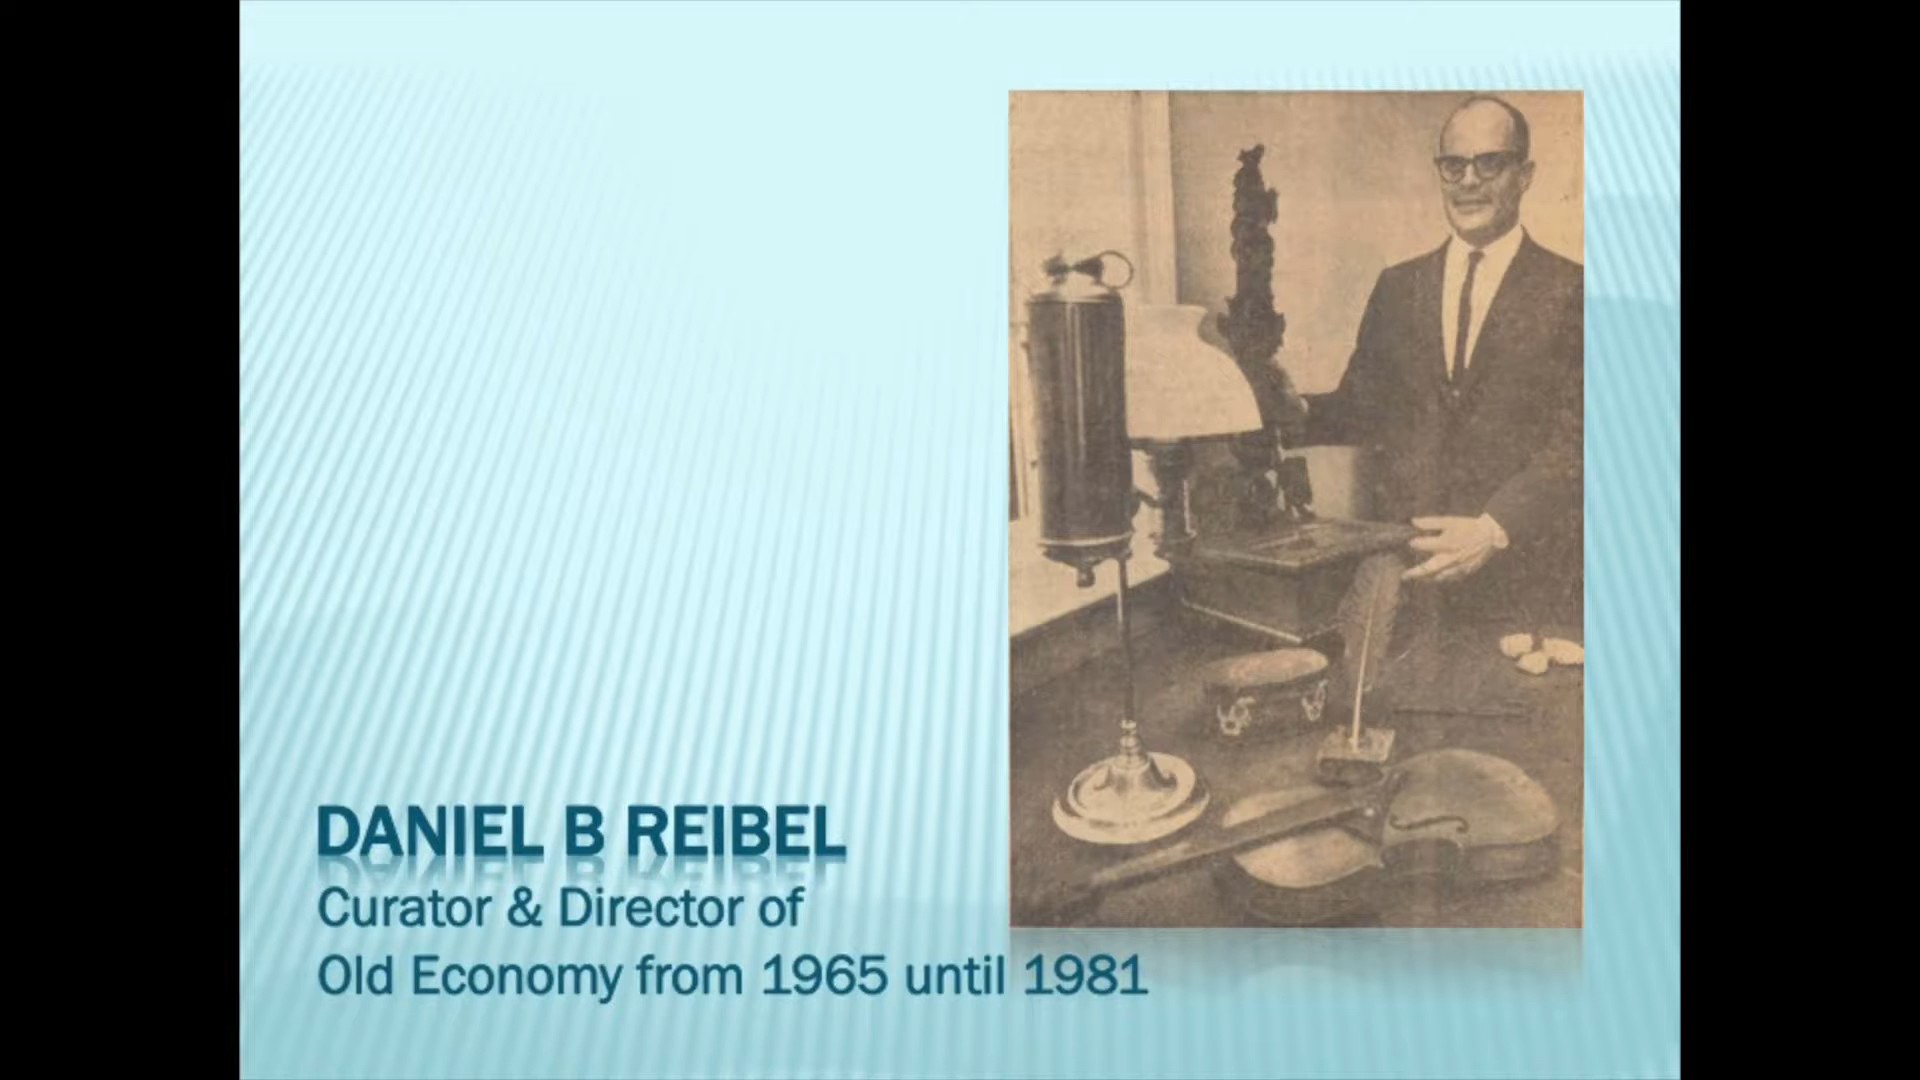 DANIEL B REIBEL
Curator & Director of
Old Economy from 1965 until 1981